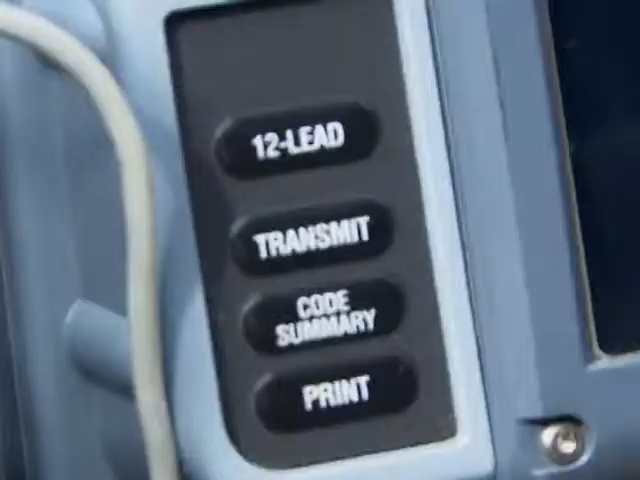 12-LEAD
TRANSMIT
CODE
SUMMARY
PRINT